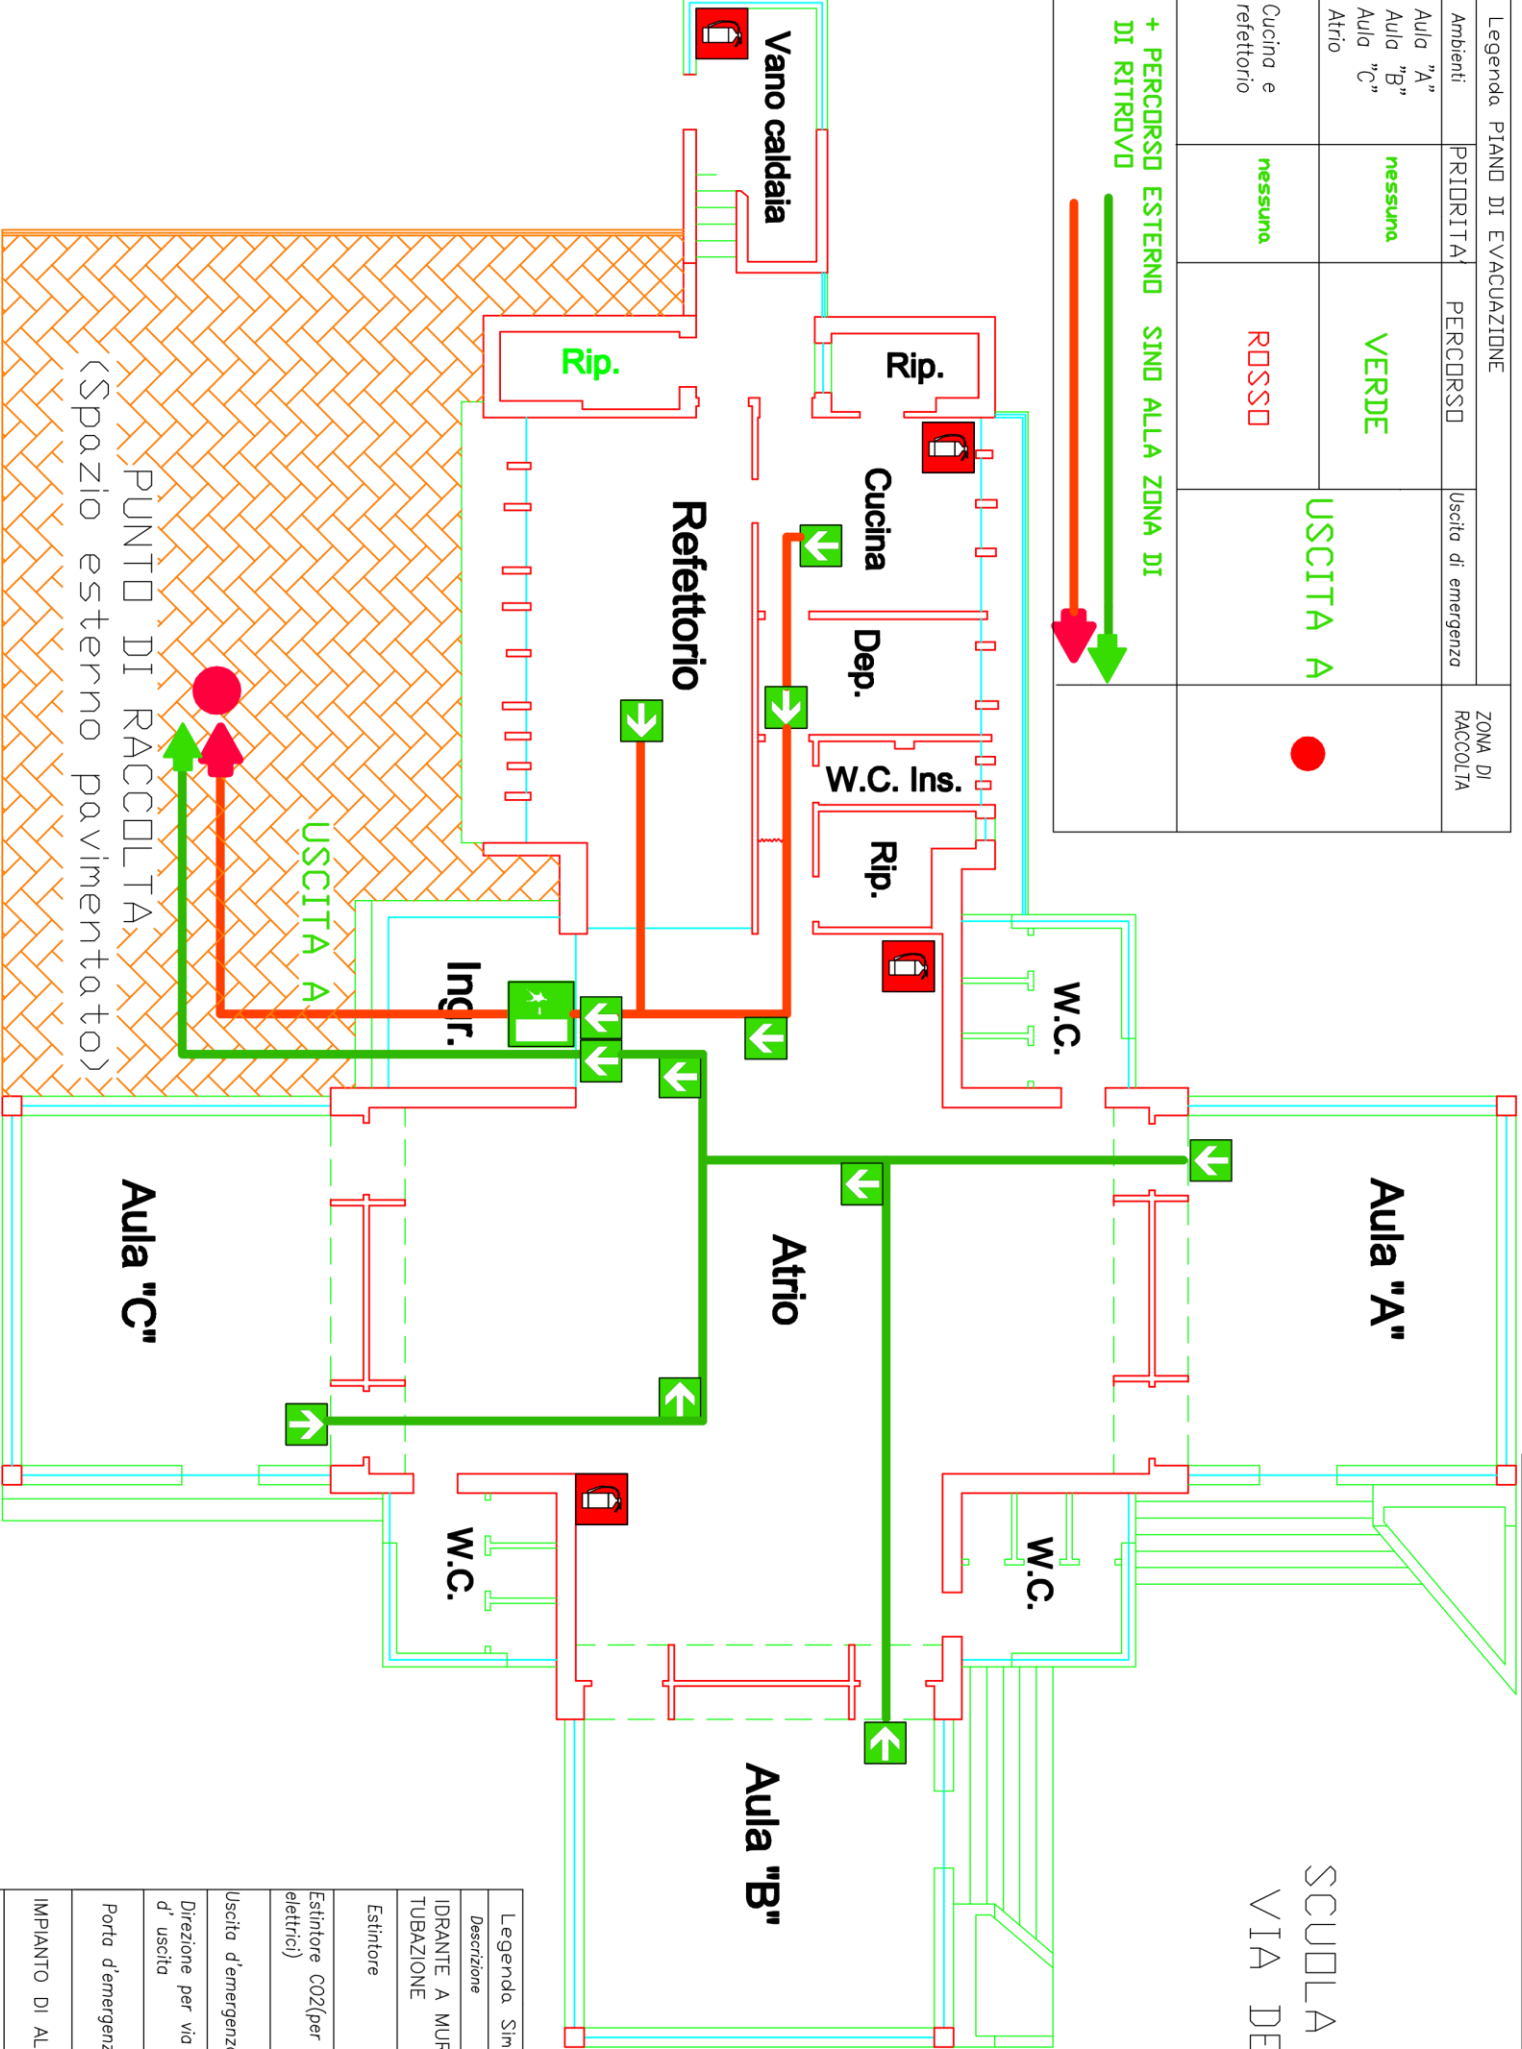 Legenda PIANO DI EVACUAZIONE
Ambienti PRIORITA' PERCORSO Uscita di emergenza ZONA DI
RACCOLTA
Aula "A"
Aula "B"
Aula "C"
Atrio
nessuna VERDE
USCITA A
Cucina e
refettorio
nessuna ROSSO
+ PERCORSO ESTERNO SINO ALLA ZONA DI
DI RITROVO
SCUOLA
VIA DE
Aula "A"
W.C.
W.C.
Rip.
Cucina
Dep.
W.C. Ins.
Rip.
Vano caldaia
Atrio
Aula "B"
Refettorio
Rip.
Ingr.
W.C.
USCITA A
Aula "C"
PUNTO DI RACCOLTA
(Spazio esterno pavimentato)
Legenda Sim
Descrizione
IDRANTE A MUR
TUBAZIONE
Estintore
Estintore CO2(per
elettrici)
Uscita d'emergenz
Direzione per via
d' uscita
Porta d'emergenz
IMPIANTO DI AL